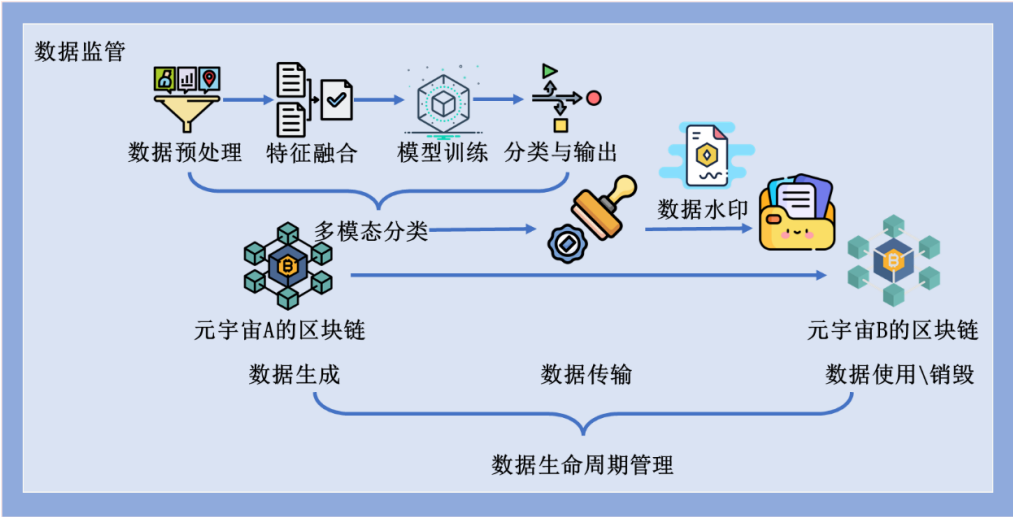 数据监管
数据预处理
特征融合
模型训练
分类与输出
数据水印
多模态分类
元宇宙A的区块链
元宇宙B的区块链
数据生成
数据传输
数据使用\销毁
数据生命周期管理